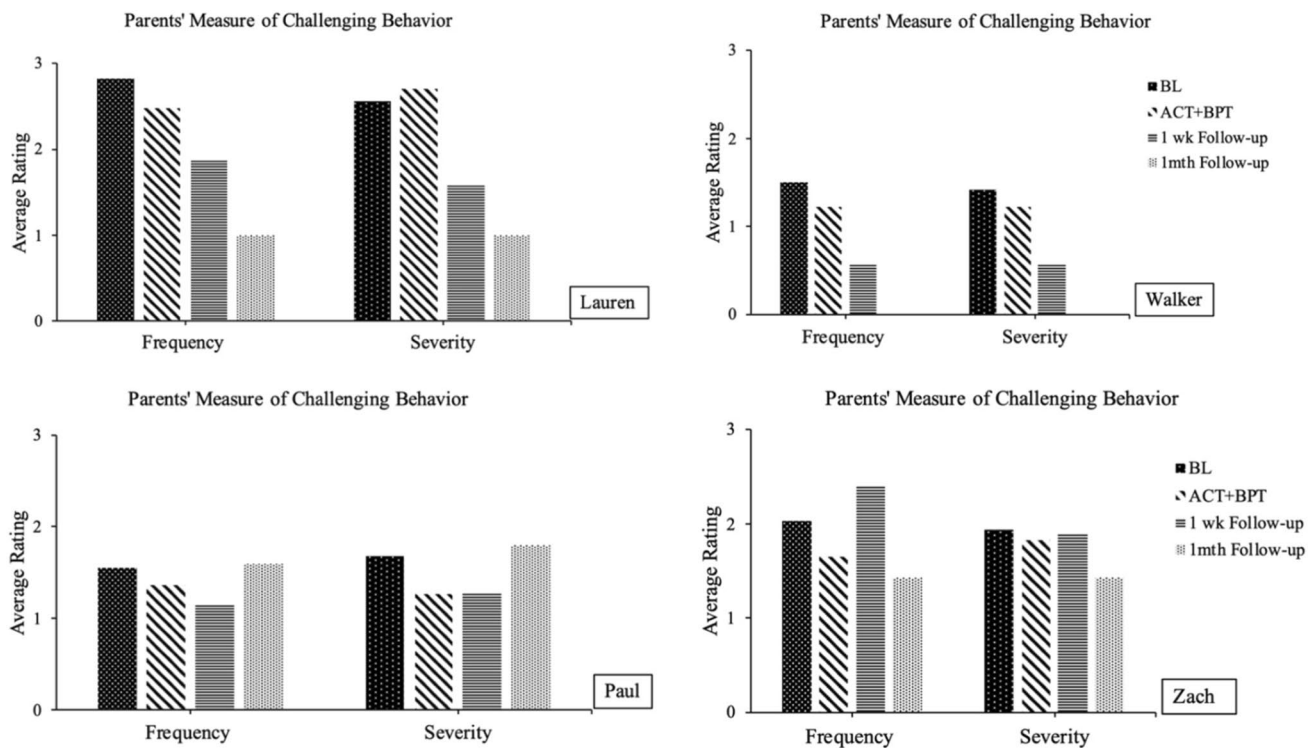 Parents' Measure of Challenging Behavior
3
2
1
0
Average Rating
Frequency
Severity
Lauren
Parents' Measure of Challenging Behavior
3
2
1
0
Average Rating
BL
ACT+BPT
1 wk Follow-up
1mth Follow-up
Frequency
Severity
Walker
Parents' Measure of Challenging Behavior
3
2
1
0
Average Rating
Frequency
Severity
Paul
Parents' Measure of Challenging Behavior
3
2
1
0
Average Rating
BL
ACT+BPT
1 wk Follow-up
1mth Follow-up
Frequency
Severity
Zach